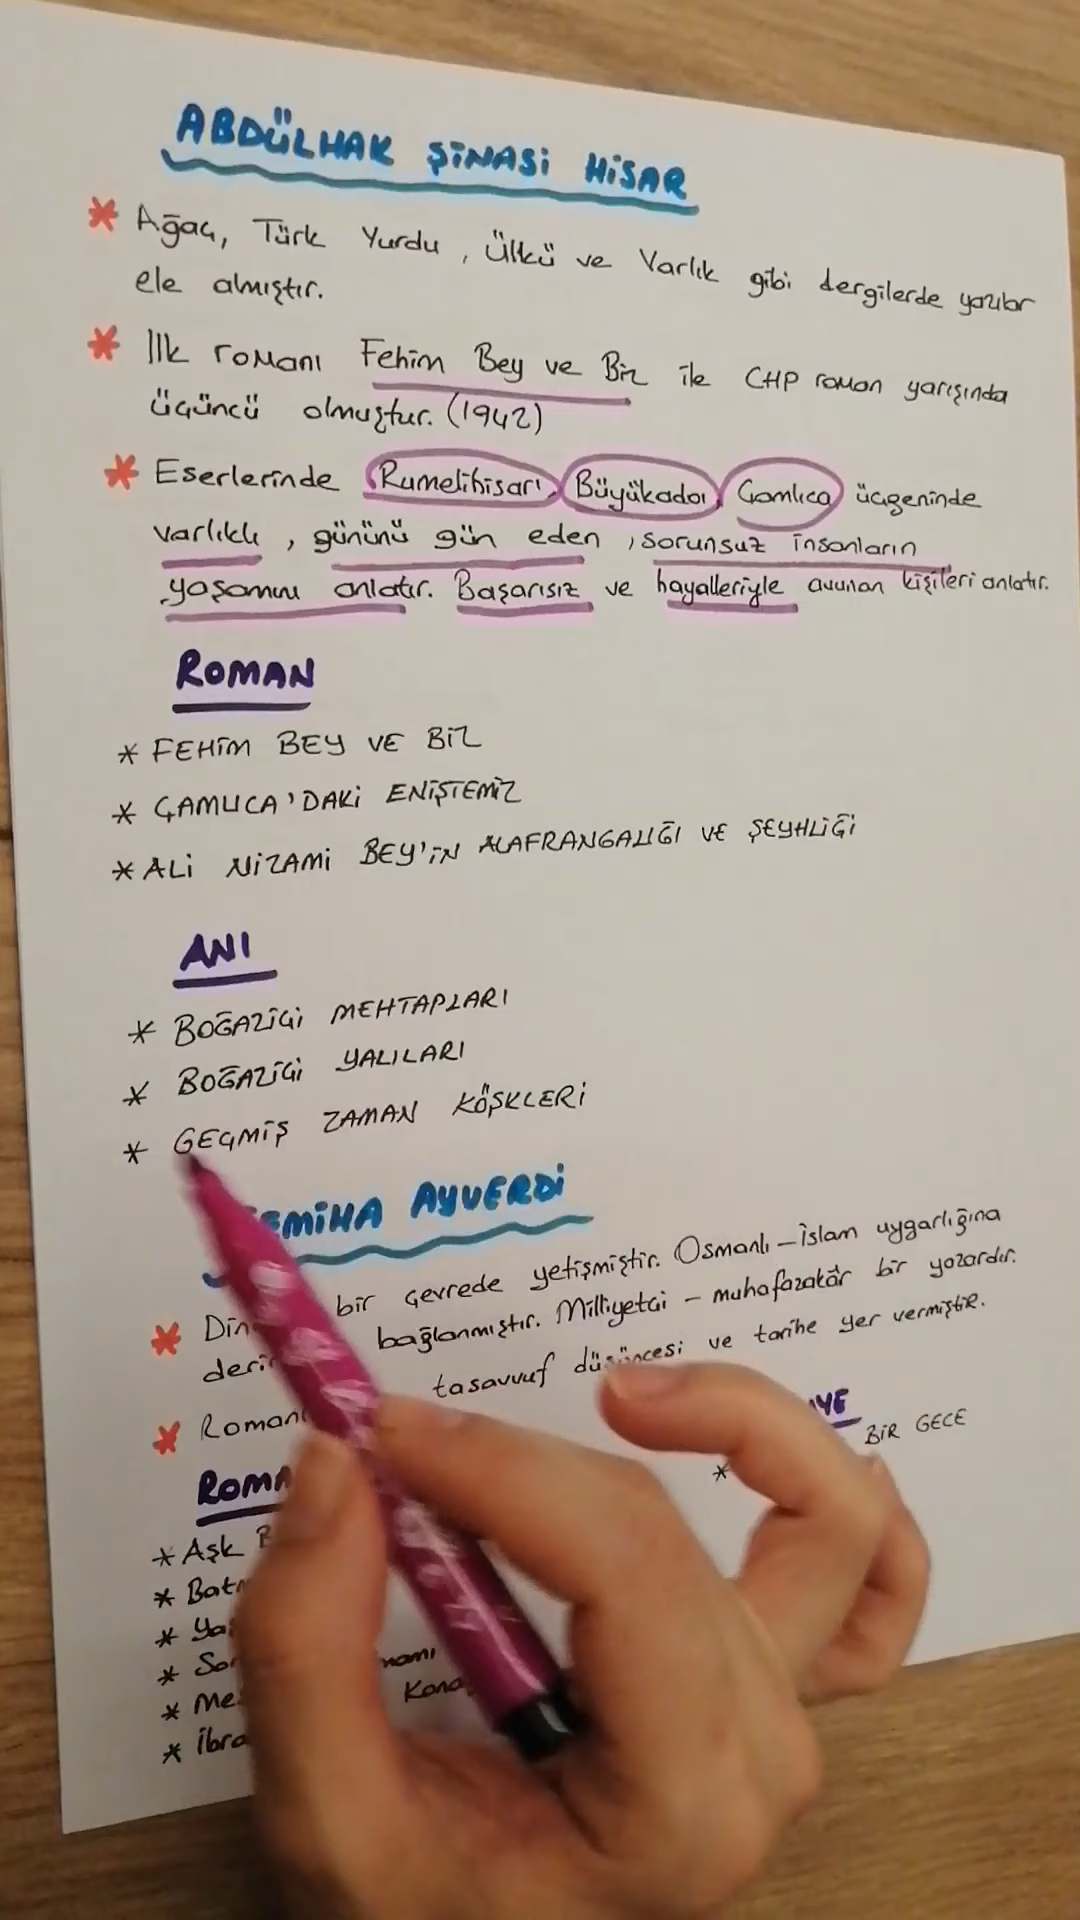 ABDÜLHAK ŞİNASİ HİSAR
* Ağaç, Türk Yurdu, Ülkü ve Varlık gibi dergilerde yazılar
ele almıştır.
* İlk romanı Fehim Bey ve Biz ile CHP roman yarışında
üçüncü olmuştur. (1942)
* Eserlerinde Rumelihisarı, Büyükada, Çamlıca üçgeninde
varlıklı, gününü gün eden, sorunsuz insanların
yaşamını anlatır. Başarısız ve hayalleriyle avunan kişileri anlatır.
ROMAN
* FEHİM BEY VE BİZ
* ÇAMLICA'DAKİ ENİŞTEMİZ
* ALİ NİZAMİ BEY'İN ALAFRANGALIĞI VE ŞEYHLİĞİ
ANI
* BOĞAZİÇİ MEHTAPLARI
* BOĞAZİÇİ YALILARI
* GEÇMİŞ ZAMAN KÖŞKLERİ
AYVERDİ
* bir çevrede yetişmiştir. Osmanlı - İslam uygarlığına
bağlanmıştır. Milliyetçi - muhafazakâr bir yazardır.
* tasavvuf düşüncesi ve tarihe yer vermiştir.
BİR GECE
* Aşk
*
*
*
*
*